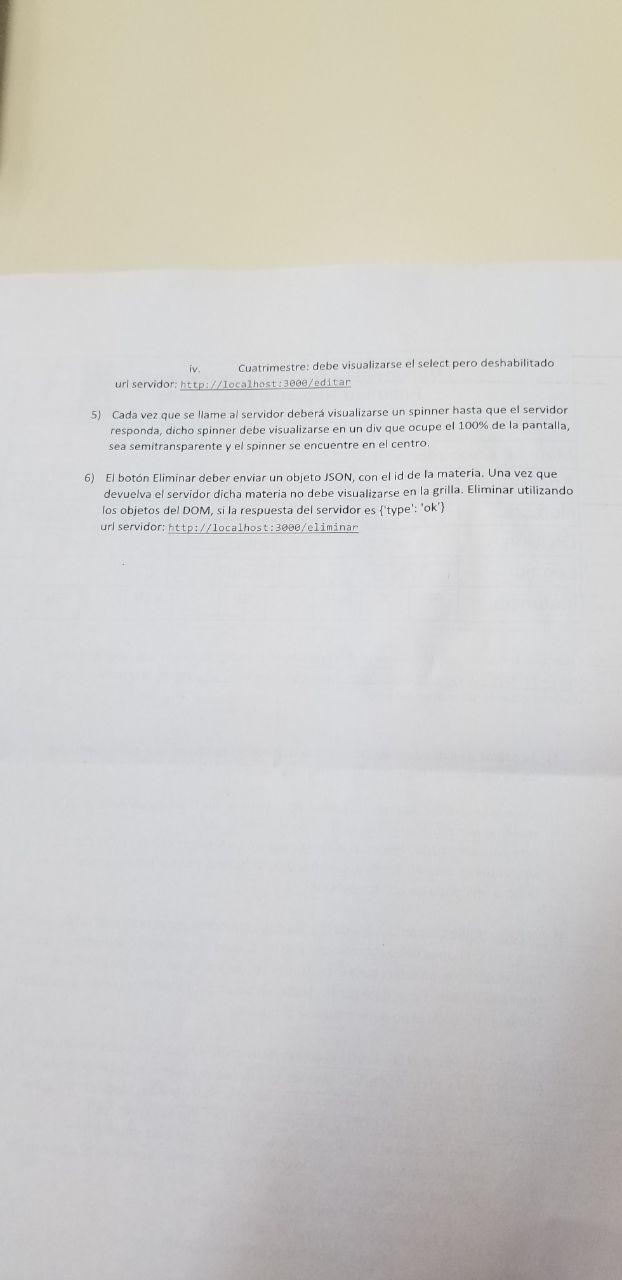 iv. Cuatrimestre: debe visualizarse el select pero deshabilitado
url servidor: http://localhost:3000/editar
5) Cada vez que se llame al servidor deberá visualizarse un spinner hasta que el servidor
responda, dicho spinner debe visualizarse en un div que ocupe el 100% de la pantalla,
sea semitransparente y el spinner se encuentre en el centro.
6) El botón Eliminar deber enviar un objeto JSON, con el id de la materia. Una vez que
devuelva el servidor dicha materia no debe visualizarse en la grilla. Eliminar utilizando
los objetos del DOM, si la respuesta del servidor es {'type': 'ok'}
url servidor: http://localhost:3000/eliminar